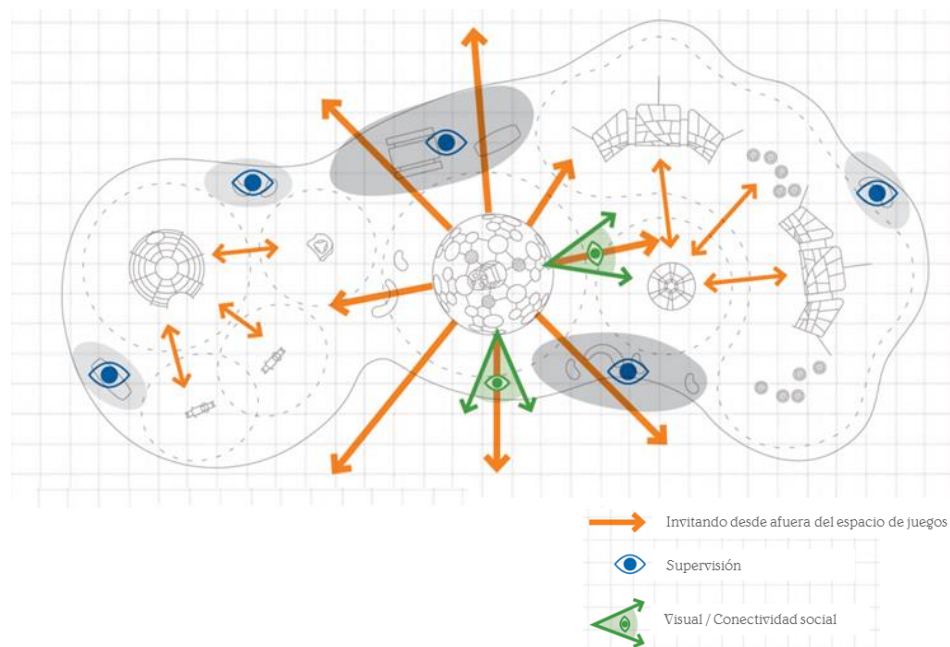 Invitando desde afuera del espacio de juegos
Supervisión
Visual / Conectividad social